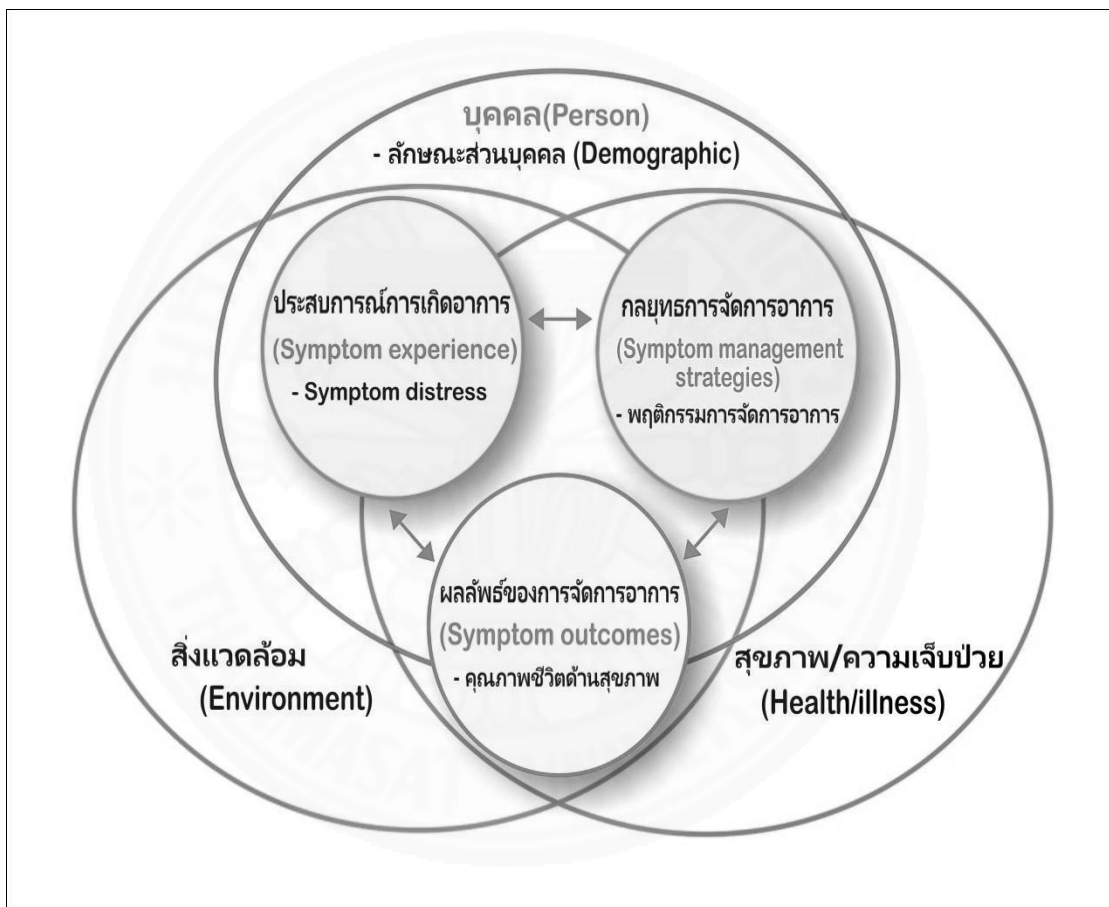 บุคคล(Person)
- ลักษณะส่วนบุคคล (Demographic)
ประสบการณ์การเกิดอาการ
(Symptom experience)
- Symptom distress
กลยุทธการจัดการอาการ
(Symptom management
strategies)
- พฤติกรรมการจัดการอาการ
ผลลัพธ์ของการจัดการอาการ
(Symptom outcomes)
- คุณภาพชีวิตด้านสุขภาพ
สิ่งแวดล้อม
(Environment)
สุขภาพ/ความเจ็บป่วย
(Health/illness)